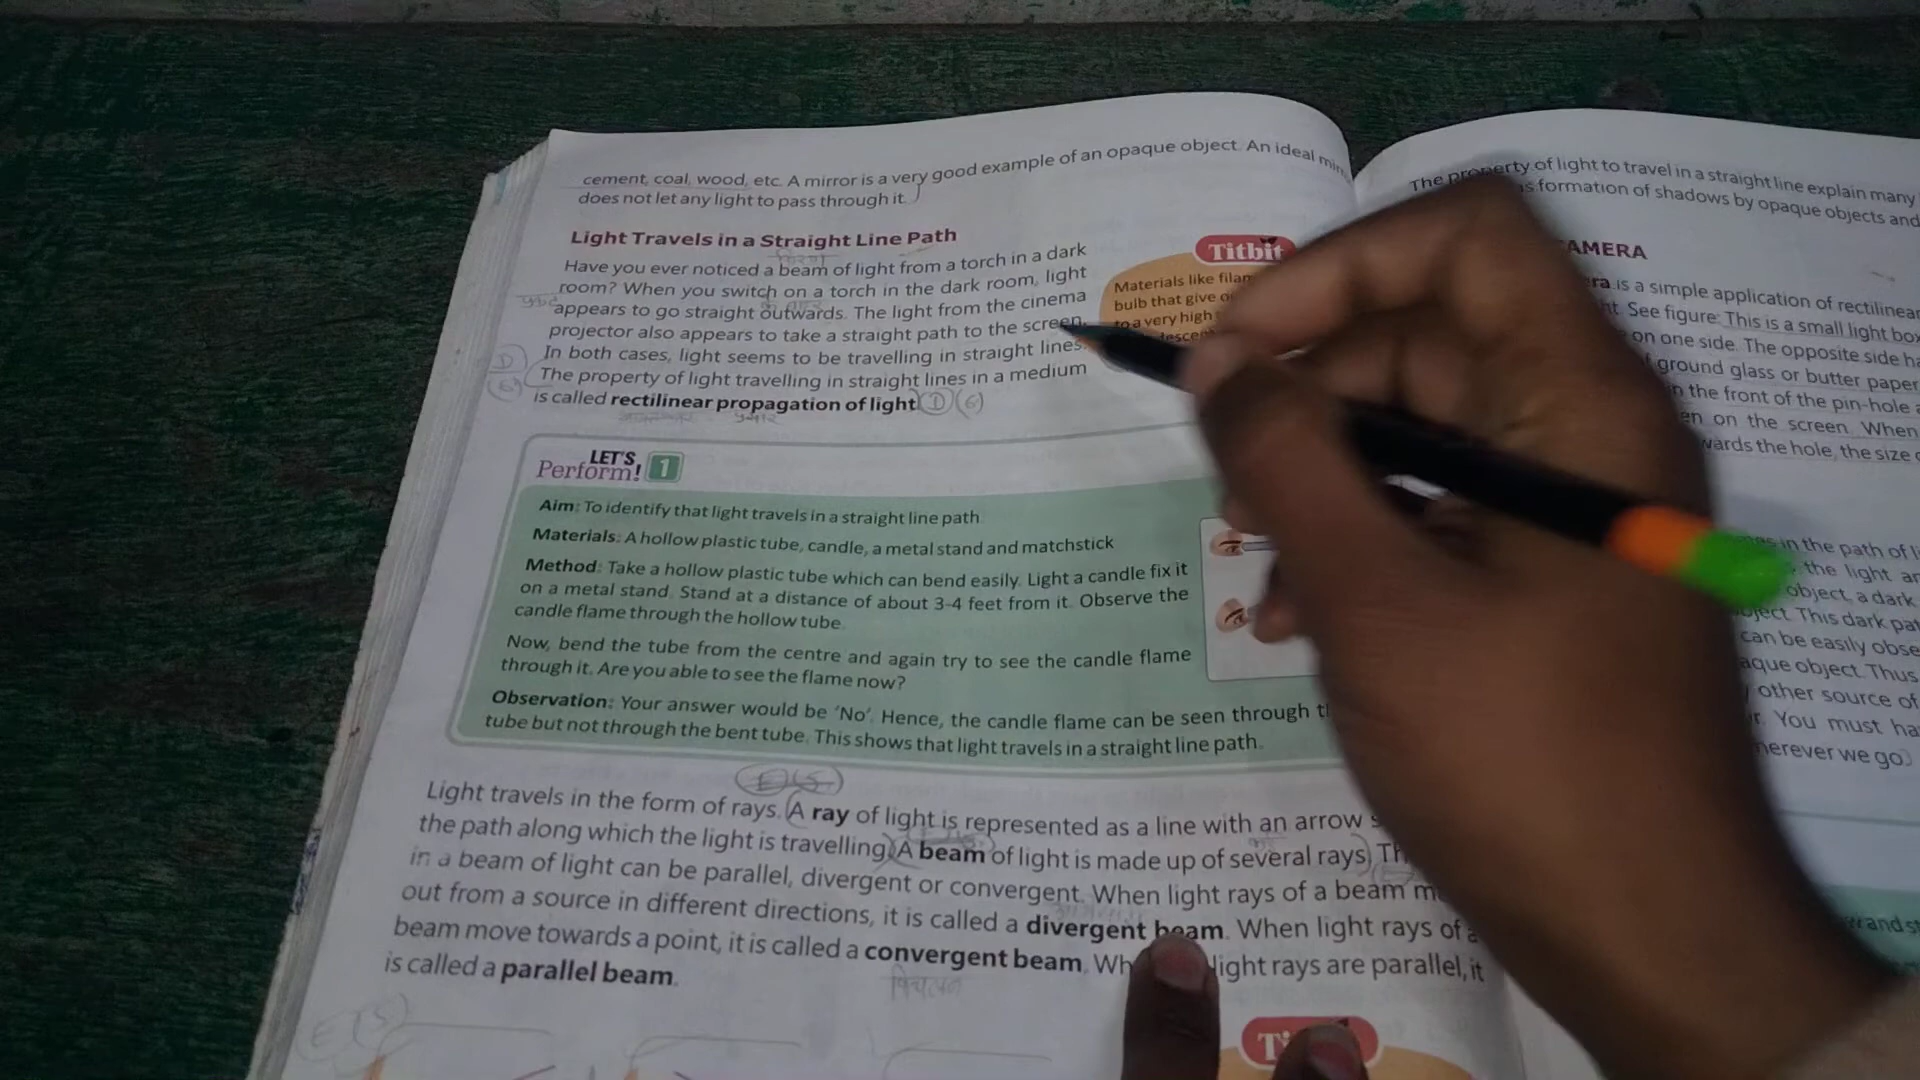 cement, coal, wood, etc. A mirror is a very good example of an opaque object. An ideal
does not let any light to pass through it.
Light Travels in a Straight Line Path
Have you ever noticed a beam of light from a torch in a dark
room? When you switch on a torch in the dark room, light
appears to go straight outwards. The light from the cinema
projector also appears to take a straight path to the screen.
In both cases, light seems to be travelling in straight lines.
The property of light travelling in straight lines in a medium
is called rectilinear propagation of light. D (6)
D
Titbit
Materials like
bulb that give
to a very high
LET'S
Perform! 1
Aim: To identify that light travels in a straight line path
Materials: A hollow plastic tube, candle, a metal stand and matchstick
Method: Take a hollow plastic tube which can bend easily. Light a candle fix it
on a metal stand. Stand at a distance of about 3-4 feet from it. Observe the
candle flame through the hollow tube.
Now, bend the tube from the centre and again try to see the candle flame
through it. Are you able to see the flame now?
Observation: Your answer would be 'No'. Hence, the candle flame can be seen through
tube but not through the bent tube. This shows that light travels in a straight line path.
E (5)
Light travels in the form of rays. A ray of light is represented as a line with an arrow
the path along which the light is travelling. A beam of light is made up of several rays.
in a beam of light can be parallel, divergent or convergent. When light rays of a beam
out from a source in different directions, it is called a divergent beam. When light rays of a
beam move towards a point, it is called a convergent beam. light rays are parallel, it
is called a parallel beam.
E (5)
The property of light to travel in a straight line explain many
as formation of shadows by opaque objects and
is a simple application of rectilinear
See figure. This is a small light box
on one side. The opposite side
ground glass or butter paper
in the front of the pin-hole
on the screen. When
the hole, the size
in the path of
the light
object, a dark
This dark
can be easily
object. Thus
other source of
You must
we go
and